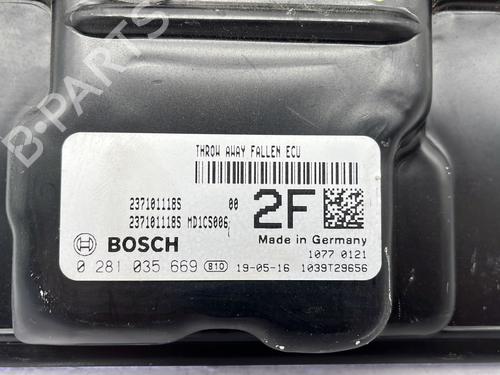 THROW AWAY FALLEN ECU
237101118S 00
237101118S MD1CS006
2F
BOSCH
Made in Germany
1077 0121
0 281 035 669 B10 19-05-16 1039T29656
B-PARTS